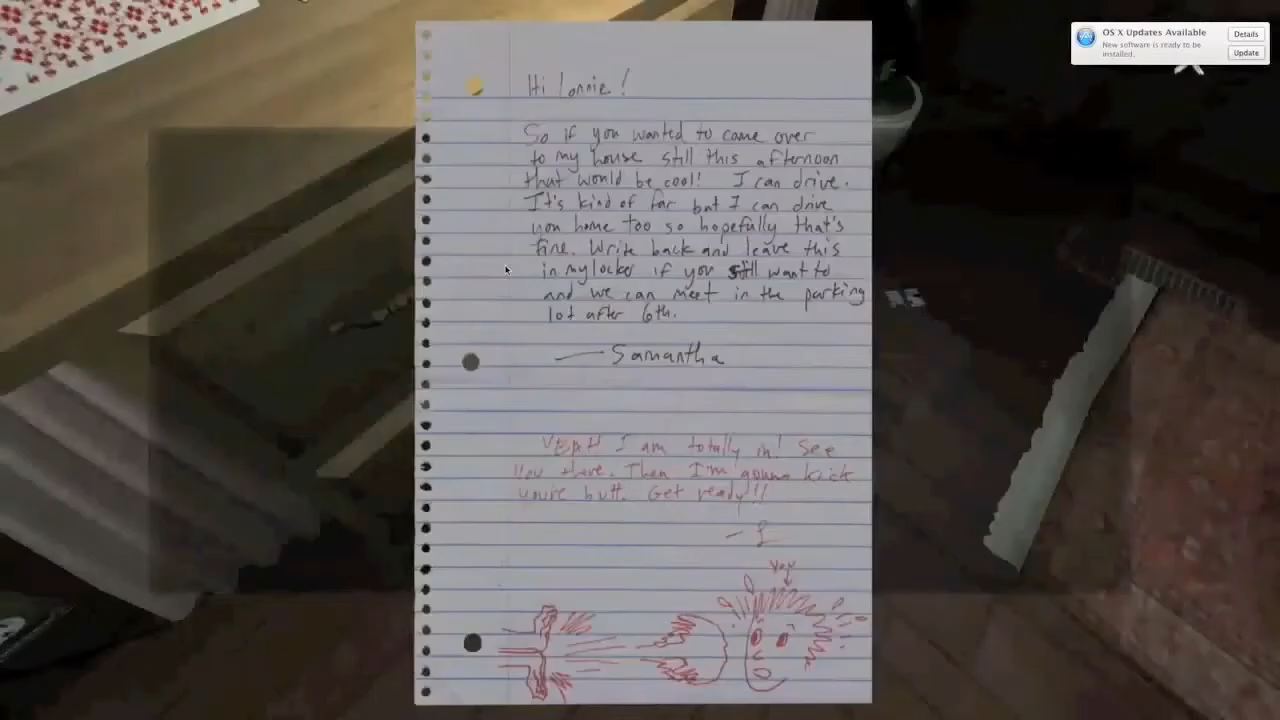 OS X Updates Available
New software is ready to be
installed.
Details
Update
Hi Lonnie!
So if you wanted to come over
to my house still this afternoon
that would be cool! I can drive.
It's kind of far but I can drive
you home too so hopefully that's
fine. Write back and leave this
in my locker if you still want to
and we can meet in the parking
lot after 6th.
— Samantha
YEAH! I am totally in! See
you there. Then I'm gonna kick
you're butt. Get ready!!
- L
You